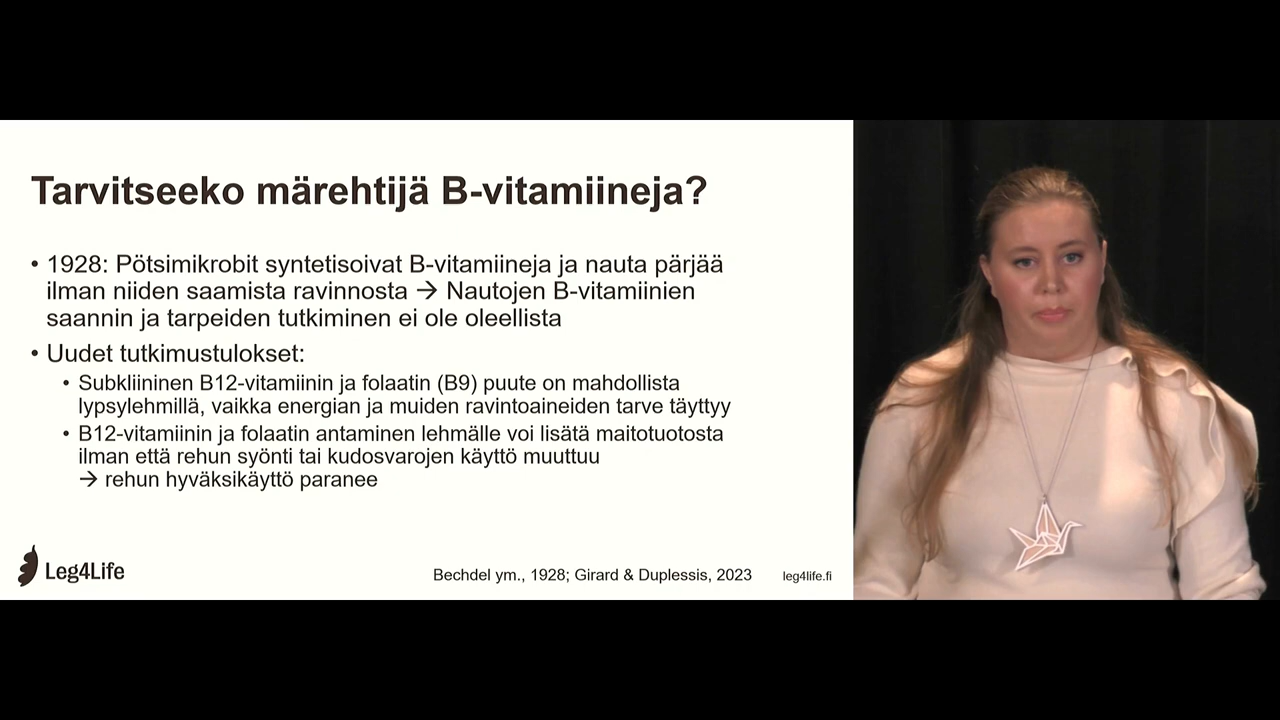 Tarvitseeko märehtijä B-vitamiineja?
• 1928: Pötsimikrobit syntetisoivat B-vitamiineja ja nauta pärjää
ilman niiden saamista ravinnosta → Nautojen B-vitamiinien
saannin ja tarpeiden tutkiminen ei ole oleellista
• Uudet tutkimustulokset:
• Subkliininen B12-vitamiinin ja folaatin (B9) puute on mahdollista
lypsylehmillä, vaikka energian ja muiden ravintoaineiden tarve täyttyy
• B12-vitamiinin ja folaatin antaminen lehmälle voi lisätä maitotuotosta
ilman että rehun syönti tai kudosvarojen käyttö muuttuu
→ rehun hyväksikäyttö paranee
Leg4Life
Bechdel ym., 1928; Girard & Duplessis, 2023
leg4life.fi